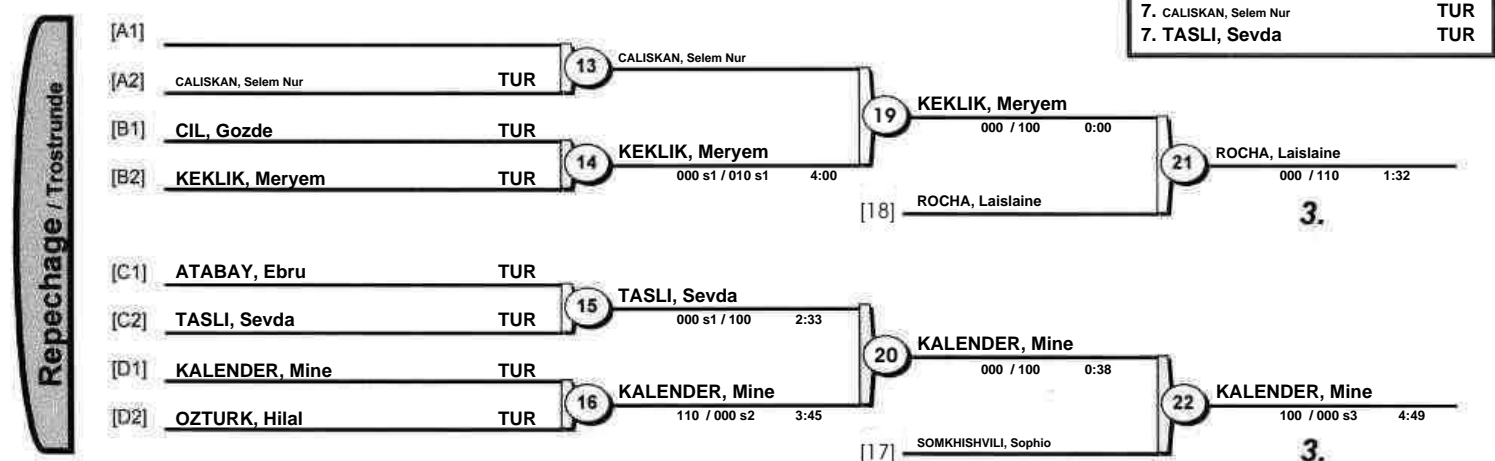 7. CALISKAN, Selem Nur TUR
7. TASLI, Sevda TUR
Repechage / Trostrunde
[A1]
[A2] CALISKAN, Selem Nur TUR
13
CALISKAN, Selem Nur
[B1] CIL, Gozde TUR
[B2] KEKLIK, Meryem TUR
14
KEKLIK, Meryem
000 s1 / 010 s1 4:00
19
KEKLIK, Meryem
000 / 100 0:00
[18] ROCHA, Laislaine
21
ROCHA, Laislaine
000 / 110 1:32
3.
[C1] ATABAY, Ebru TUR
[C2] TASLI, Sevda TUR
15
TASLI, Sevda
000 s1 / 100 2:33
[D1] KALENDER, Mine TUR
[D2] OZTURK, Hilal TUR
16
KALENDER, Mine
110 / 000 s2 3:45
20
KALENDER, Mine
000 / 100 0:38
[17] SOMKHISHVILI, Sophio
22
KALENDER, Mine
100 / 000 s3 4:49
3.